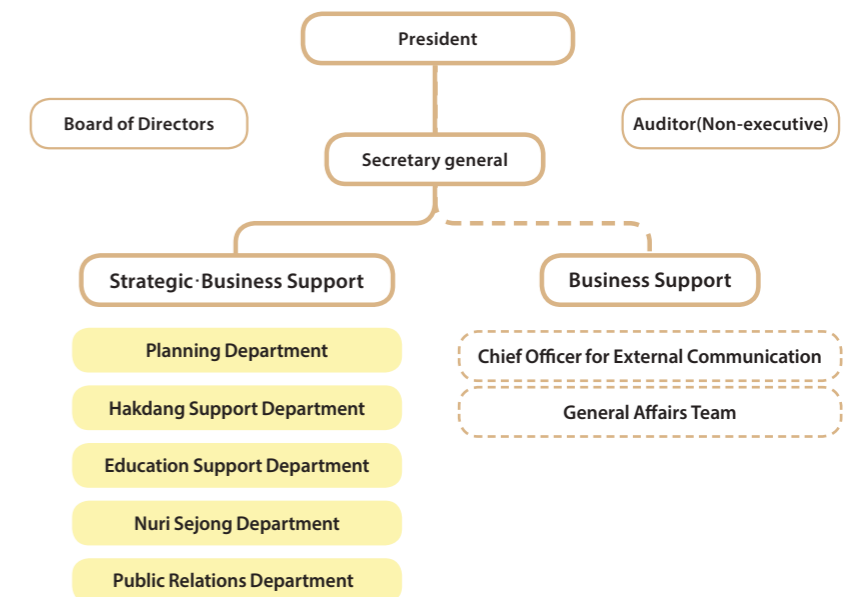 President
Board of Directors
Auditor(Non-executive)
Secretary general
Strategic·Business Support
Business Support
Planning Department
Hakdang Support Department
Education Support Department
Nuri Sejong Department
Public Relations Department
Chief Officer for External Communication
General Affairs Team